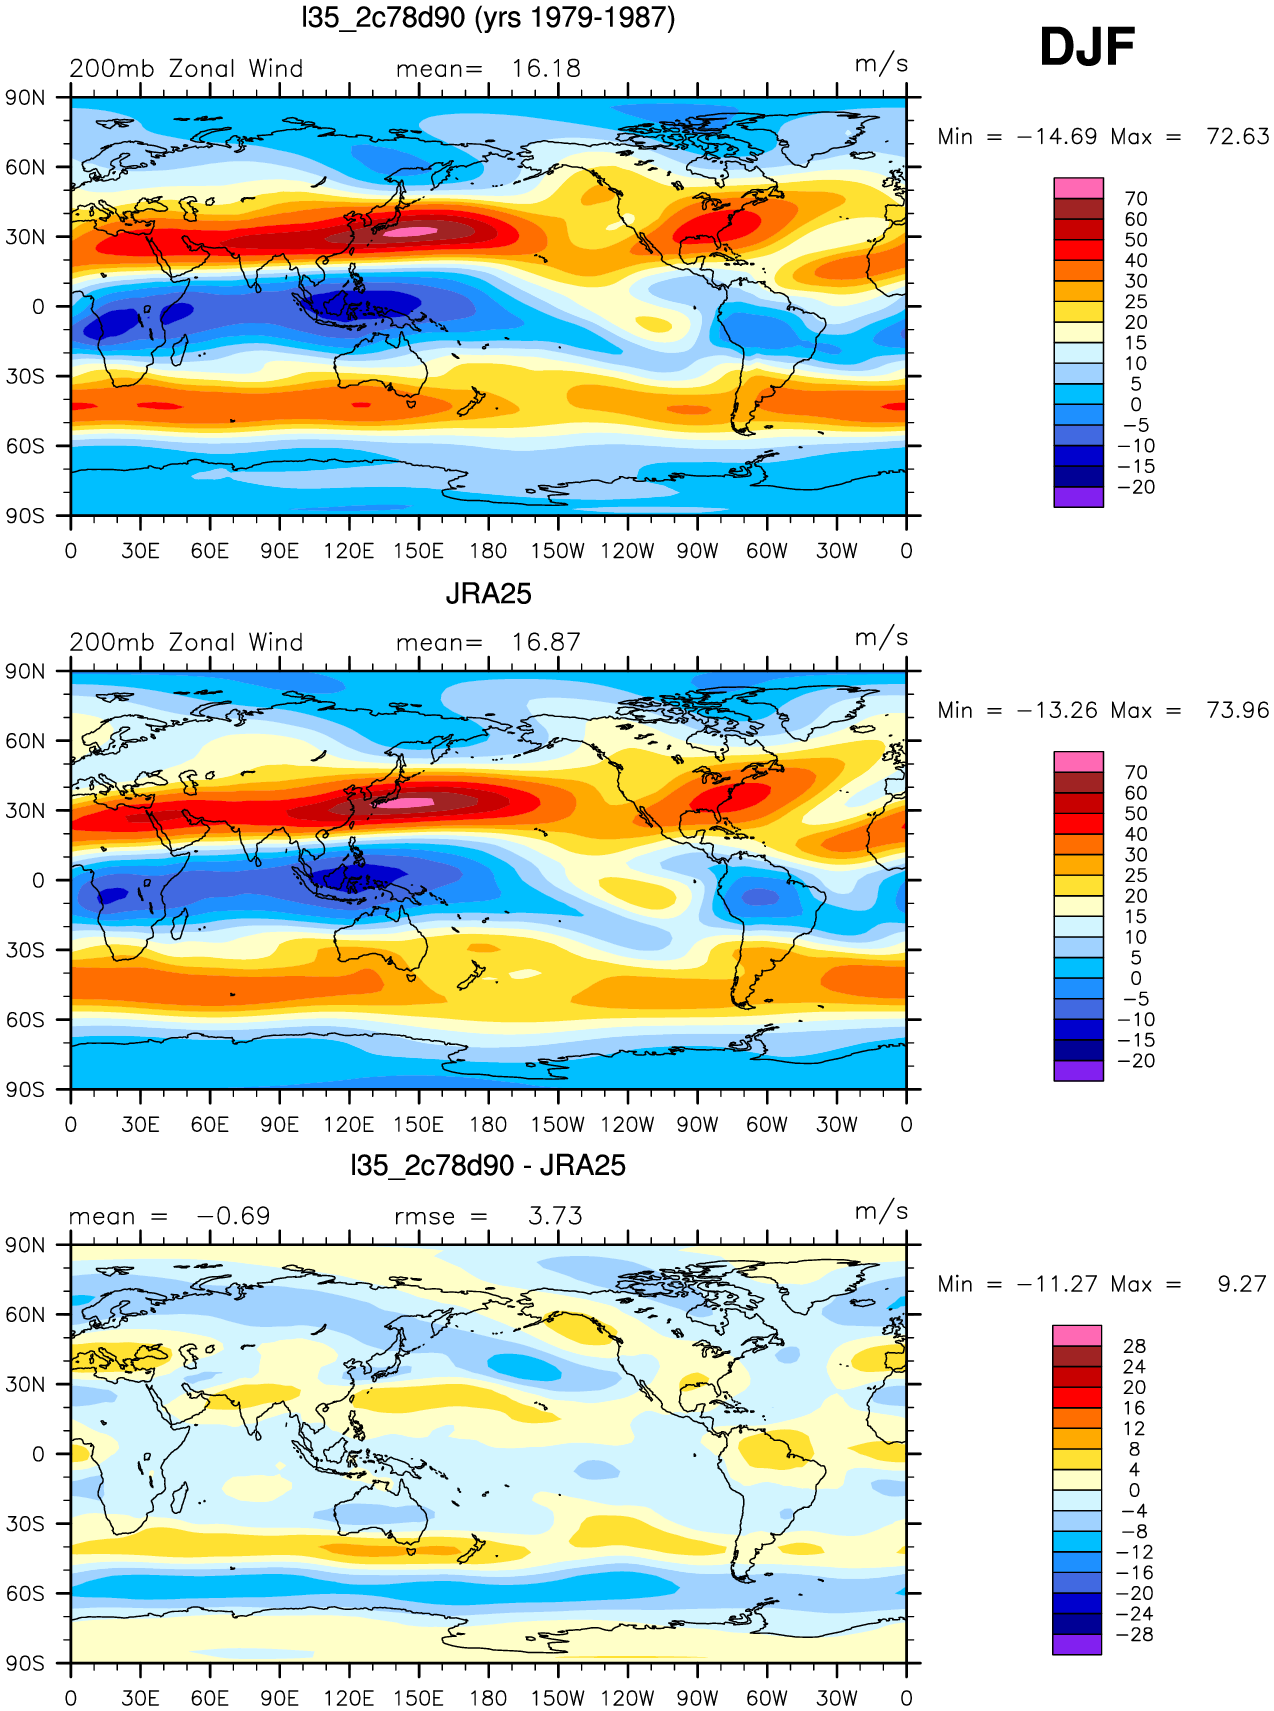 l35_2c78d90 (yrs 1979-1987)
DJF
200mb Zonal Wind mean= 16.18 m/s
Min = −14.69 Max = 72.63
90N
60N
30N
0
30S
60S
90S
0 30E 60E 90E 120E 150E 180 150W 120W 90W 60W 30W 0
70
60
50
40
30
25
20
15
10
5
0
−5
−10
−15
−20
JRA25
200mb Zonal Wind mean= 16.87 m/s
Min = −13.26 Max = 73.96
90N
60N
30N
0
30S
60S
90S
0 30E 60E 90E 120E 150E 180 150W 120W 90W 60W 30W 0
70
60
50
40
30
25
20
15
10
5
0
−5
−10
−15
−20
l35_2c78d90 - JRA25
mean = −0.69 rmse = 3.73 m/s
Min = −11.27 Max = 9.27
90N
60N
30N
0
30S
60S
90S
0 30E 60E 90E 120E 150E 180 150W 120W 90W 60W 30W 0
28
24
20
16
12
8
4
0
−4
−8
−12
−16
−20
−24
−28